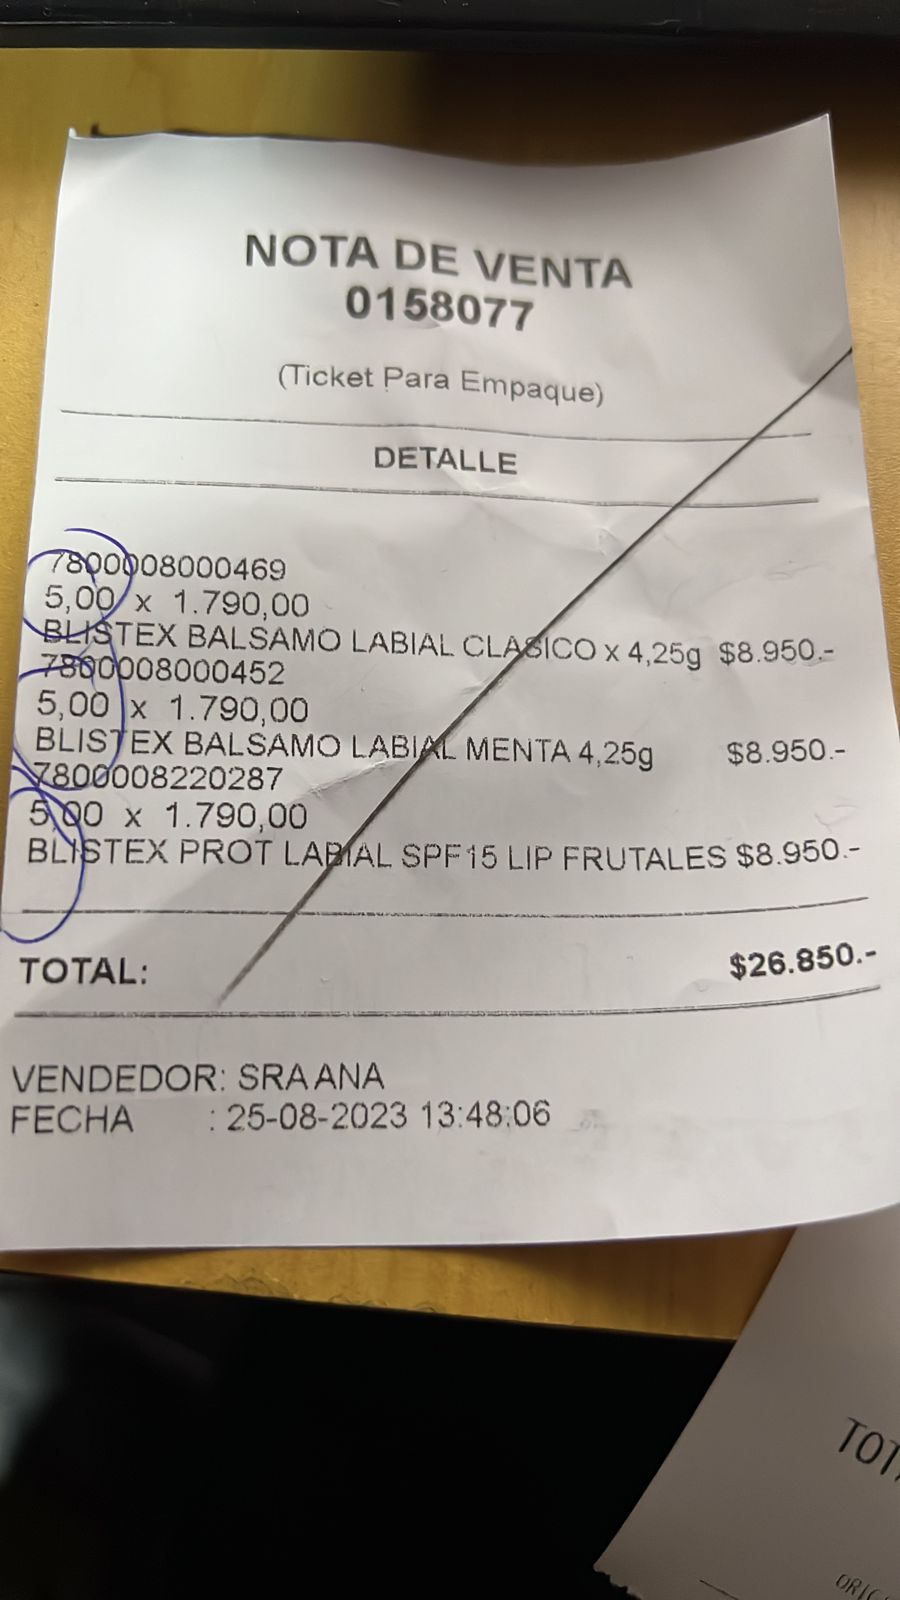 NOTA DE VENTA
0158077
(Ticket Para Empaque)
DETALLE
7800008000469
5,00 x 1.790,00
BLISTEX BALSAMO LABIAL CLASICO x 4,25g $8.950.-
7800008000452
5,00 x 1.790,00
BLISTEX BALSAMO LABIAL MENTA 4,25g $8.950.-
7800008220287
5,00 x 1.790,00
BLISTEX PROT LABIAL SPF15 LIP FRUTALES $8.950.-
TOTAL: $26.850.-
VENDEDOR: SRA ANA
FECHA : 25-08-2023 13:48:06